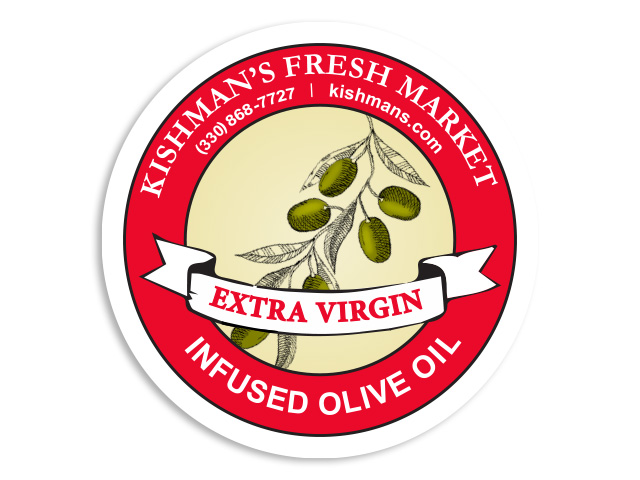 KISHMAN'S FRESH MARKET
(330) 868-7727 | kishmans.com
EXTRA VIRGIN
INFUSED OLIVE OIL